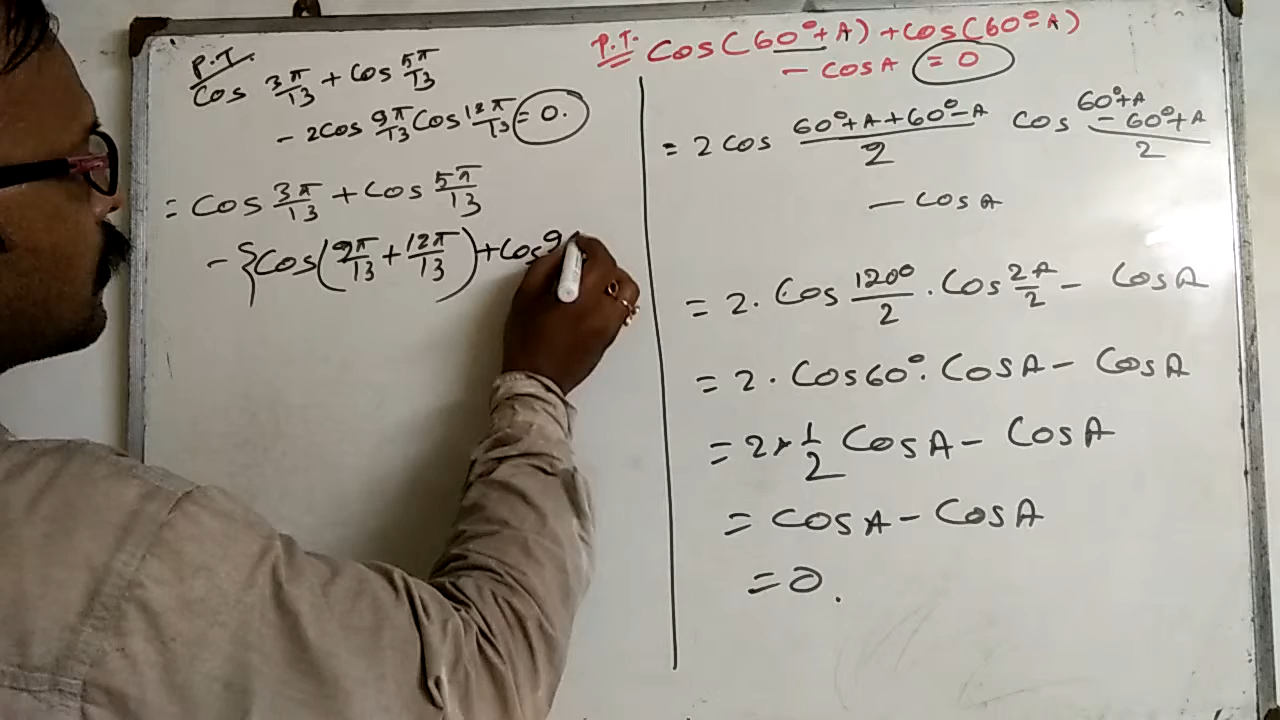 P.T.
Cos 3π/13 + Cos 5π/13
- 2Cos 9π/13 Cos 12π/13 = 0.
= Cos 3π/13 + Cos 5π/13
- {Cos(9π/13 + 12π/13) + Cos 9
P.T. Cos(60°+A) + Cos(60°-A)
- CosA = 0
= 2 Cos (60°+A+60°-A)/2 Cos (60°+A - 60°+A)/2
- CosA
= 2. Cos 120°/2 . Cos 2A/2 - CosA
= 2. Cos60°. CosA - CosA
= 2 × 1/2 CosA - CosA
= CosA - CosA
= 0.